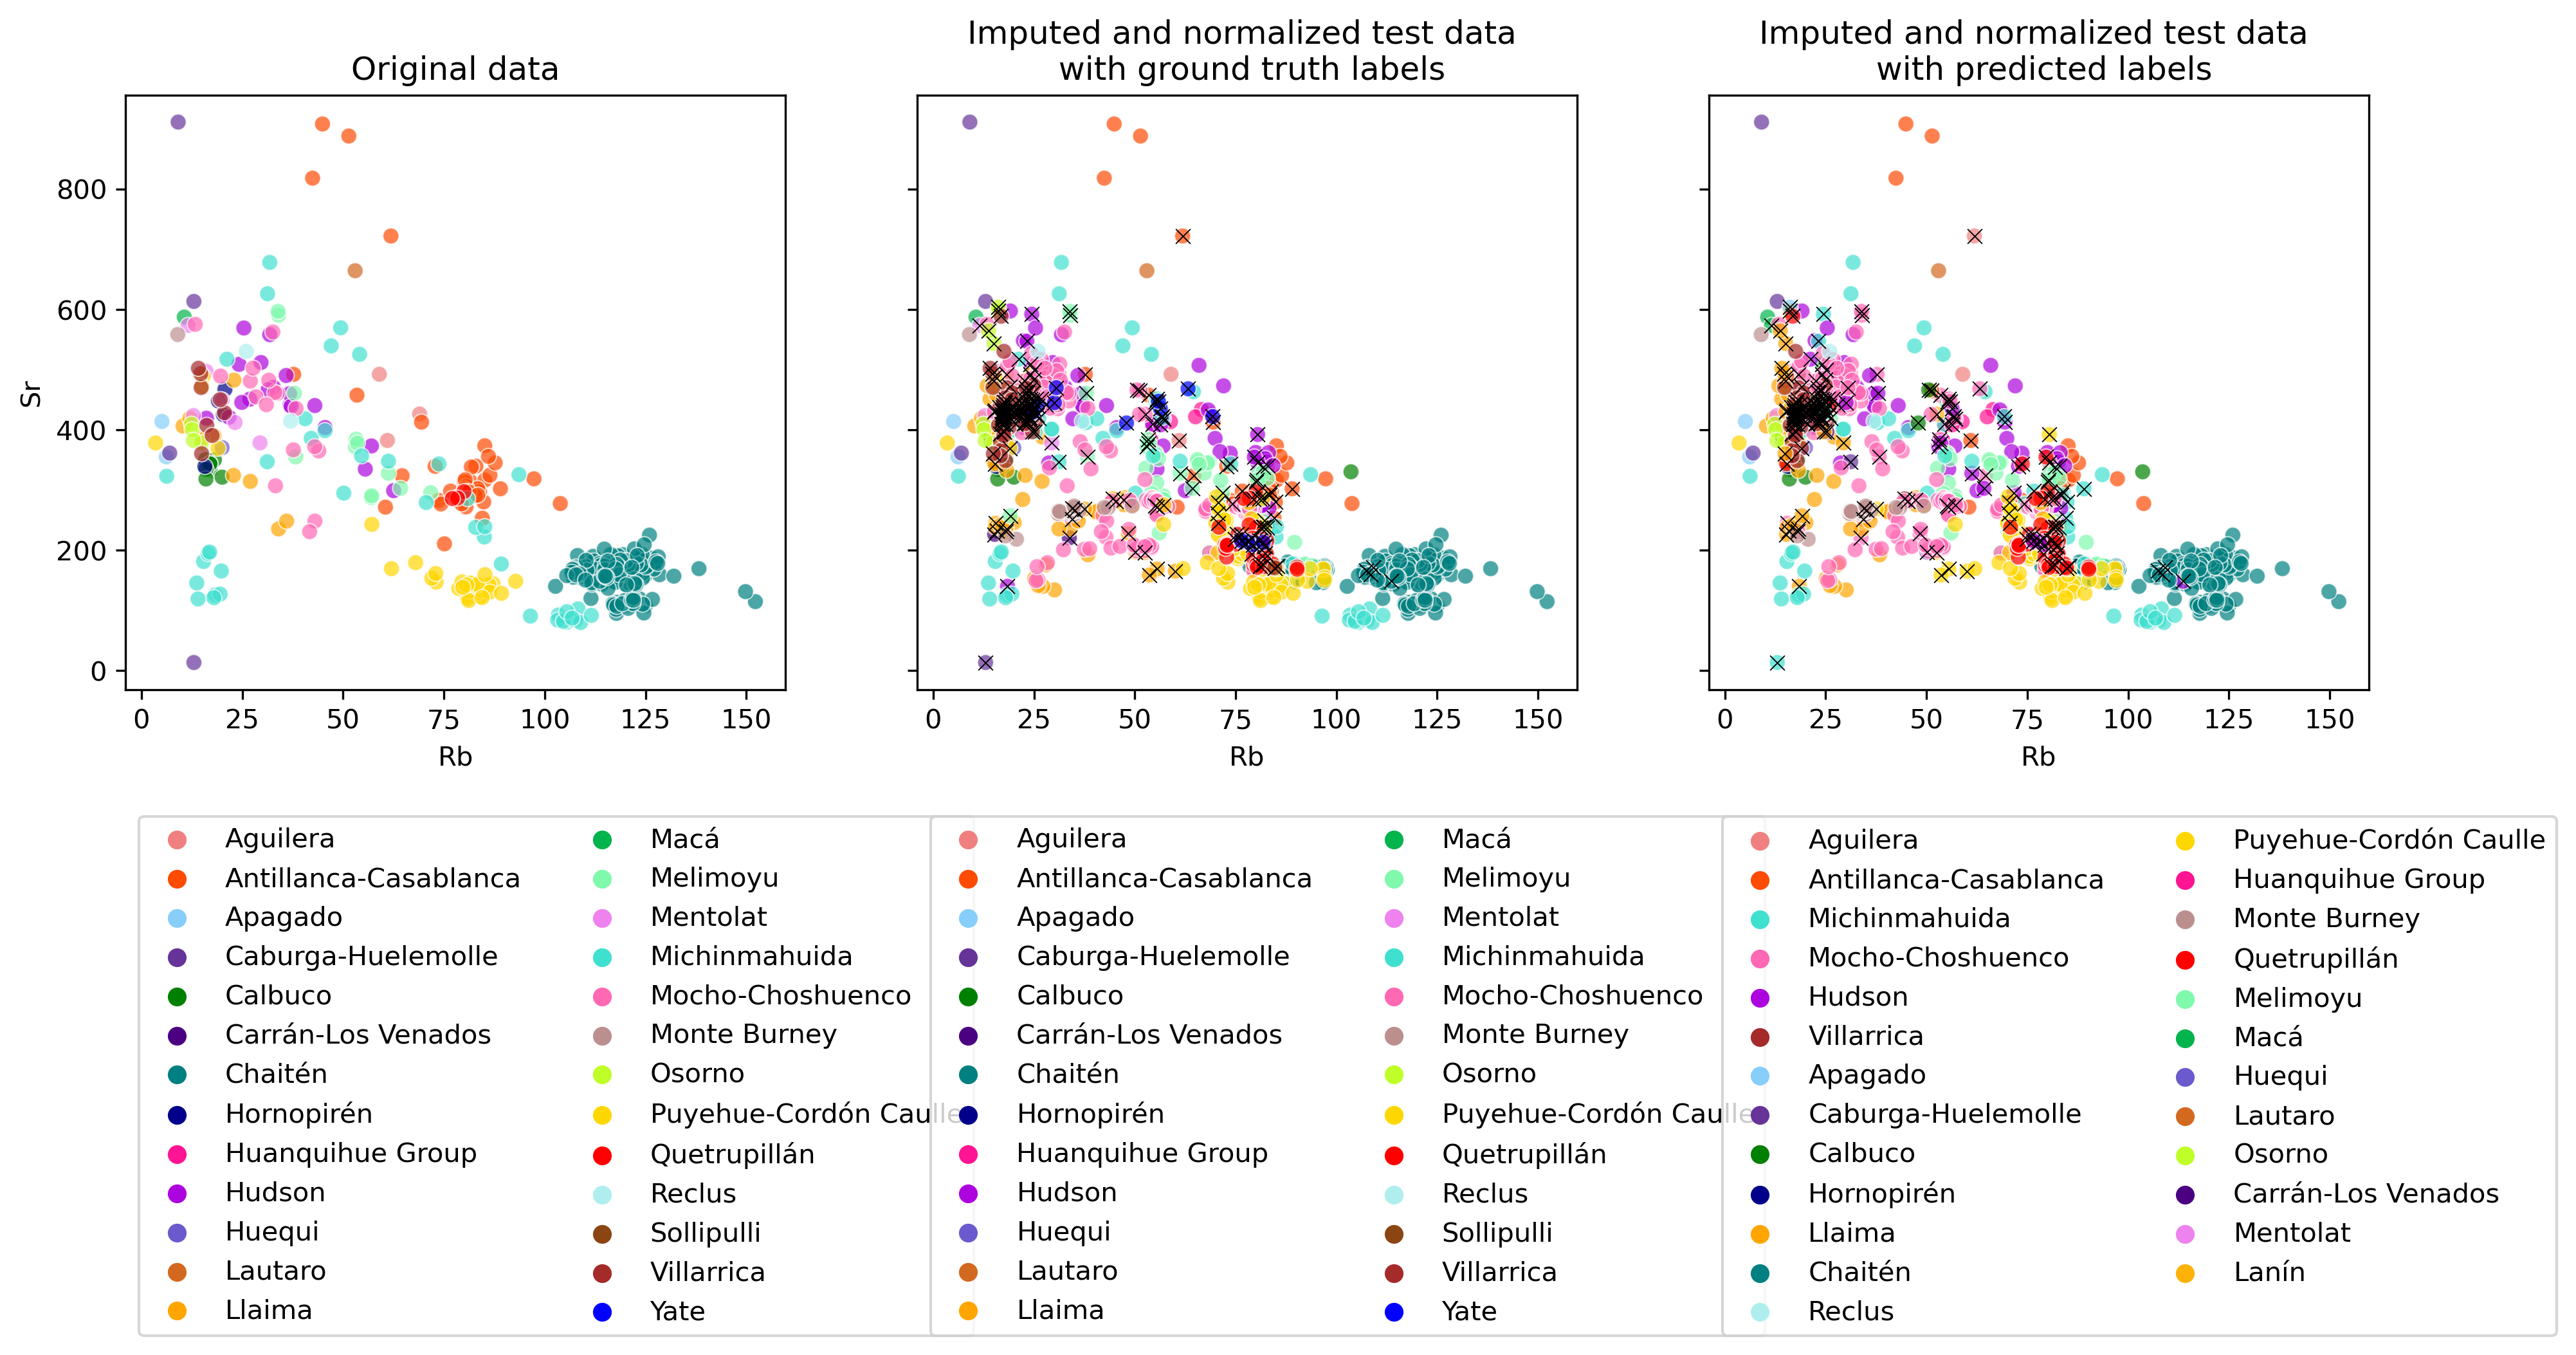 Original data
Imputed and normalized test data
with ground truth labels
Imputed and normalized test data
with predicted labels
Sr
800
600
400
200
0
0 25 50 75 100 125 150
Rb
0 25 50 75 100 125 150
Rb
0 25 50 75 100 125 150
Rb
Aguilera
Antillanca-Casablanca
Apagado
Caburga-Huelemolle
Calbuco
Carrán-Los Venados
Chaitén
Hornopirén
Huanquihue Group
Hudson
Huequi
Lautaro
Llaima
Macá
Melimoyu
Mentolat
Michinmahuida
Mocho-Choshuenco
Monte Burney
Osorno
Puyehue-Cordón Caulle
Quetrupillán
Reclus
Sollipulli
Villarrica
Yate
Aguilera
Antillanca-Casablanca
Apagado
Caburga-Huelemolle
Calbuco
Carrán-Los Venados
Chaitén
Hornopirén
Huanquihue Group
Hudson
Huequi
Lautaro
Llaima
Macá
Melimoyu
Mentolat
Michinmahuida
Mocho-Choshuenco
Monte Burney
Osorno
Puyehue-Cordón Caulle
Quetrupillán
Reclus
Sollipulli
Villarrica
Yate
Aguilera
Antillanca-Casablanca
Michinmahuida
Mocho-Choshuenco
Hudson
Villarrica
Apagado
Caburga-Huelemolle
Calbuco
Hornopirén
Llaima
Chaitén
Reclus
Puyehue-Cordón Caulle
Huanquihue Group
Monte Burney
Quetrupillán
Melimoyu
Macá
Huequi
Lautaro
Osorno
Carrán-Los Venados
Mentolat
Lanín